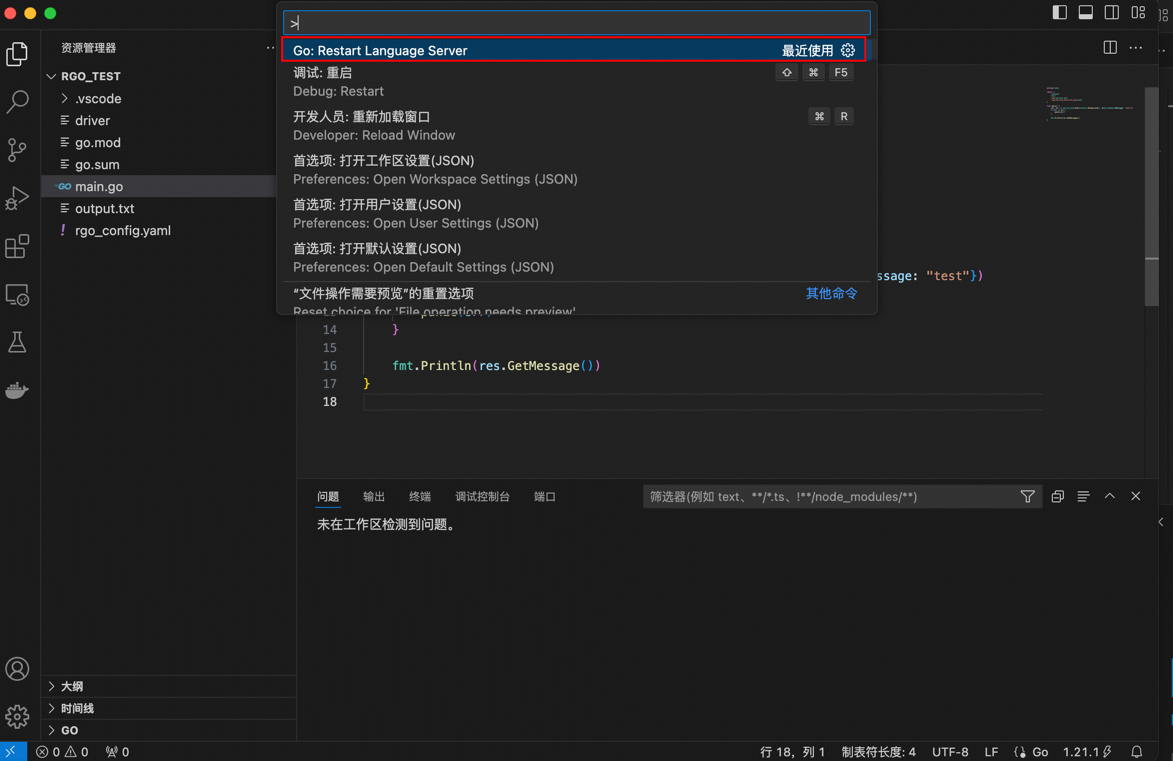 >
Go: Restart Language Server 最近使用
调试: 重启 ⇧ ⌘ F5
Debug: Restart
开发人员: 重新加载窗口 ⌘ R
Developer: Reload Window
首选项: 打开工作区设置(JSON)
Preferences: Open Workspace Settings (JSON)
首选项: 打开用户设置(JSON)
Preferences: Open User Settings (JSON)
首选项: 打开默认设置(JSON)
Preferences: Open Default Settings (JSON)
“文件操作需要预览”的重置选项 其他命令
Reset choice for 'File operation needs preview'
资源管理器
RGO_TEST
.vscode
driver
go.mod
go.sum
GO main.go
output.txt
! rgo_config.yaml
大纲
时间线
GO
ssage: "test"})
14 }
15
16 fmt.Println(res.GetMessage())
17 }
18
问题 输出 终端 调试控制台 端口
筛选器(例如 text、**/*.ts、!**/node_modules/**)
未在工作区检测到问题。
0 0 0
行 18，列 1 制表符长度: 4 UTF-8 LF Go 1.21.1